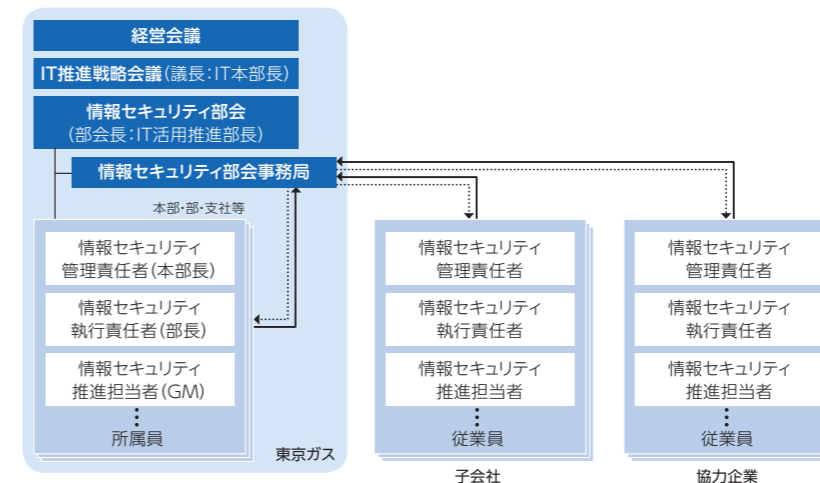 経営会議
IT推進戦略会議(議長:IT本部長)
情報セキュリティ部会
(部会長:IT活用推進部長)
情報セキュリティ部会事務局
本部・部・支社等
情報セキュリティ
管理責任者(本部長)
情報セキュリティ
執行責任者(部長)
情報セキュリティ
推進担当者(GM)
所属員
東京ガス
情報セキュリティ
管理責任者
情報セキュリティ
執行責任者
情報セキュリティ
推進担当者
従業員
子会社
情報セキュリティ
管理責任者
情報セキュリティ
執行責任者
情報セキュリティ
推進担当者
従業員
協力企業